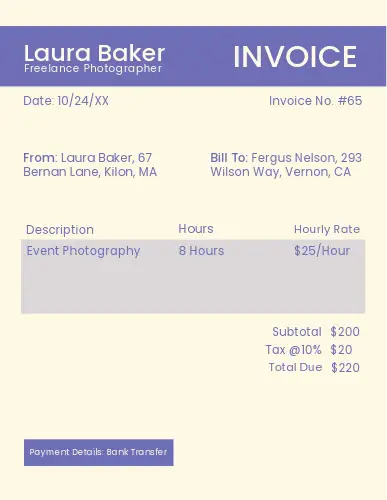 Laura Baker
Freelance Photographer
INVOICE
Date: 10/24/XX
Invoice No. #65
From: Laura Baker, 67
Bernan Lane, Kilon, MA
Bill To: Fergus Nelson, 293
Wilson Way, Vernon, CA
Description Hours Hourly Rate
Event Photography 8 Hours $25/Hour
Subtotal $200
Tax @10% $20
Total Due $220
Payment Details: Bank Transfer